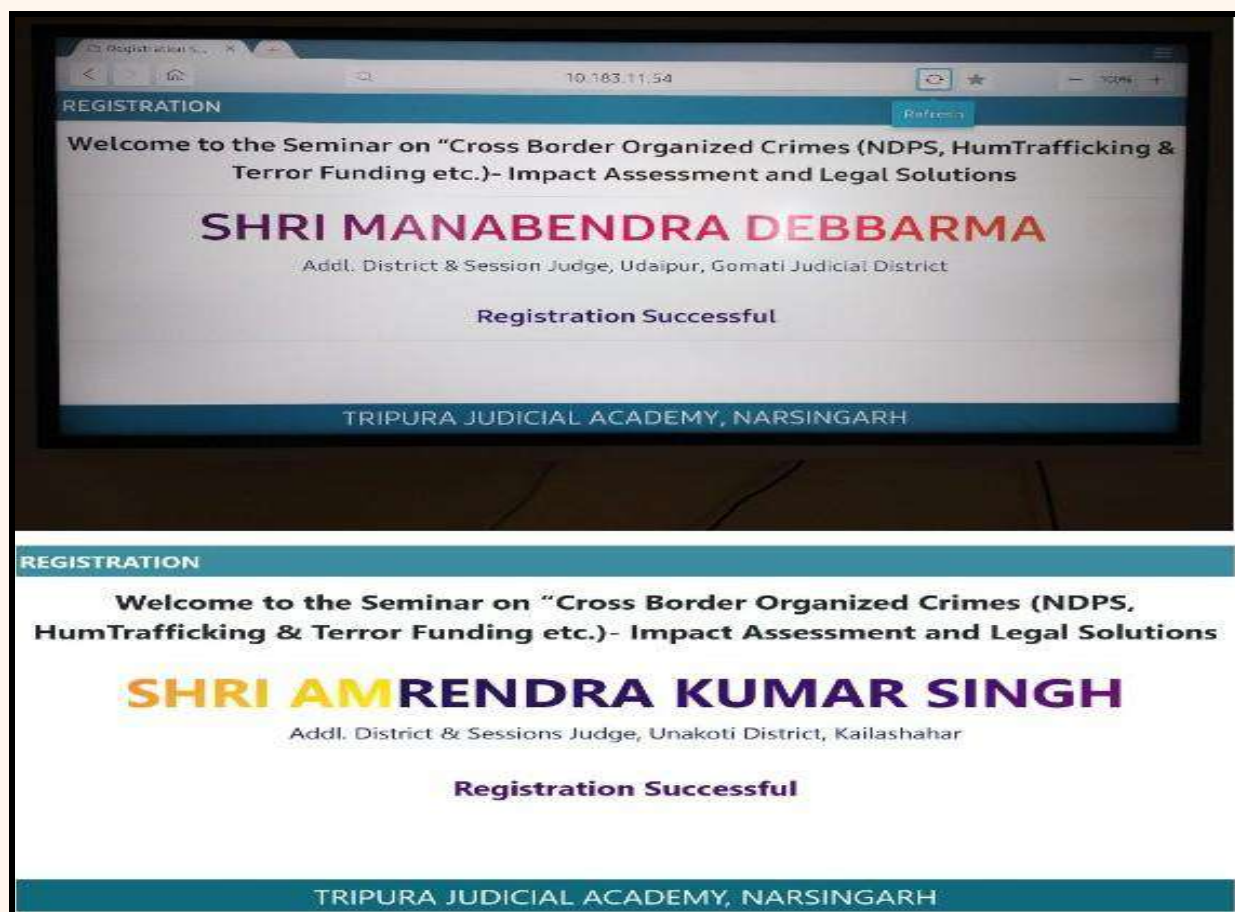 Registration s...
10.183.11.54
100%
REGISTRATION
Refresh
Welcome to the Seminar on “Cross Border Organized Crimes (NDPS, HumTrafficking &
Terror Funding etc.)- Impact Assessment and Legal Solutions
SHRI MANABENDRA DEBBARMA
Addl. District & Session Judge, Udaipur, Gomati Judicial District
Registration Successful
TRIPURA JUDICIAL ACADEMY, NARSINGARH
REGISTRATION
Welcome to the Seminar on “Cross Border Organized Crimes (NDPS,
HumTrafficking & Terror Funding etc.)- Impact Assessment and Legal Solutions
SHRI AMRENDRA KUMAR SINGH
Addl. District & Sessions Judge, Unakoti District, Kailashahar
Registration Successful
TRIPURA JUDICIAL ACADEMY, NARSINGARH